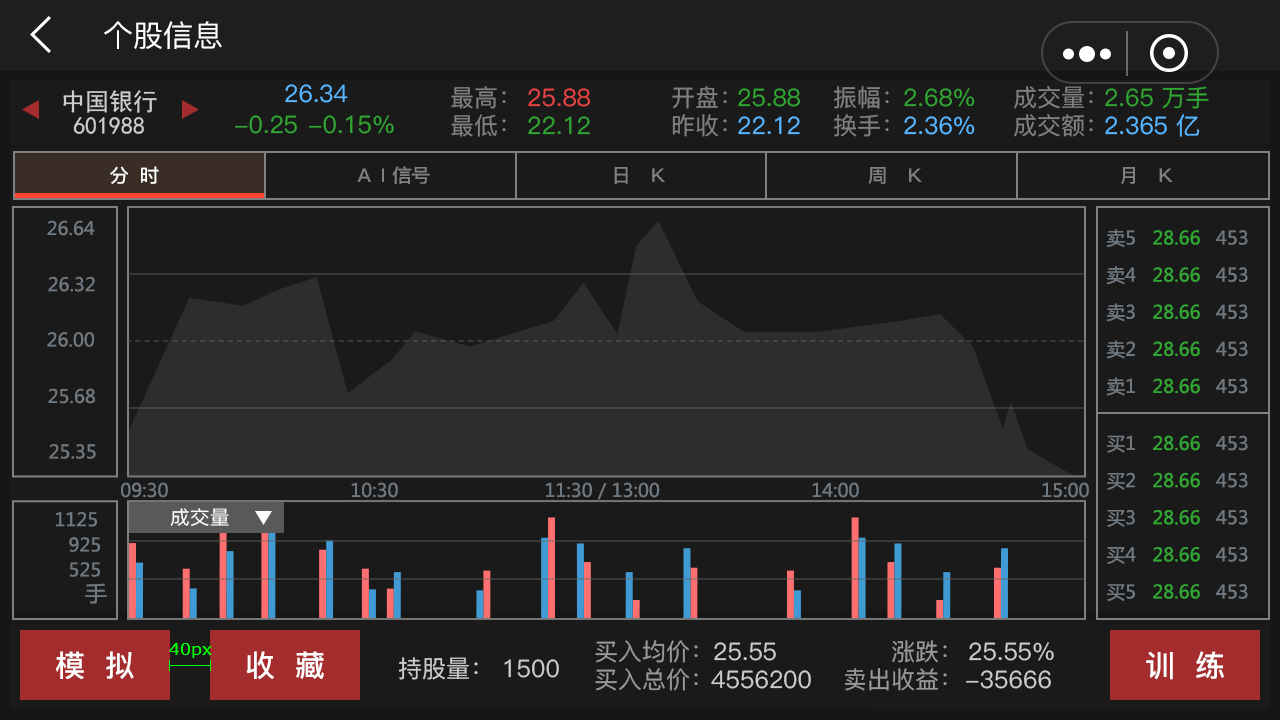 个股信息
中国银行
601988
26.34
-0.25 -0.15%
最高: 25.88
最低: 22.12
开盘: 25.88
昨收: 22.12
振幅: 2.68%
换手: 2.36%
成交量: 2.65 万手
成交额: 2.365 亿
分 时
AI信号
日 K
周 K
月 K
26.64
26.32
26.00
25.68
25.35
卖5 28.66 453
卖4 28.66 453
卖3 28.66 453
卖2 28.66 453
卖1 28.66 453
买1 28.66 453
买2 28.66 453
买3 28.66 453
买4 28.66 453
买5 28.66 453
09:30
10:30
11:30 / 13:00
14:00
15:00
1125
925
525
手
成交量
模 拟
40px
收 藏
持股量: 1500
买入均价: 25.55
买入总价: 4556200
涨跌: 25.55%
卖出收益: -35666
训 练